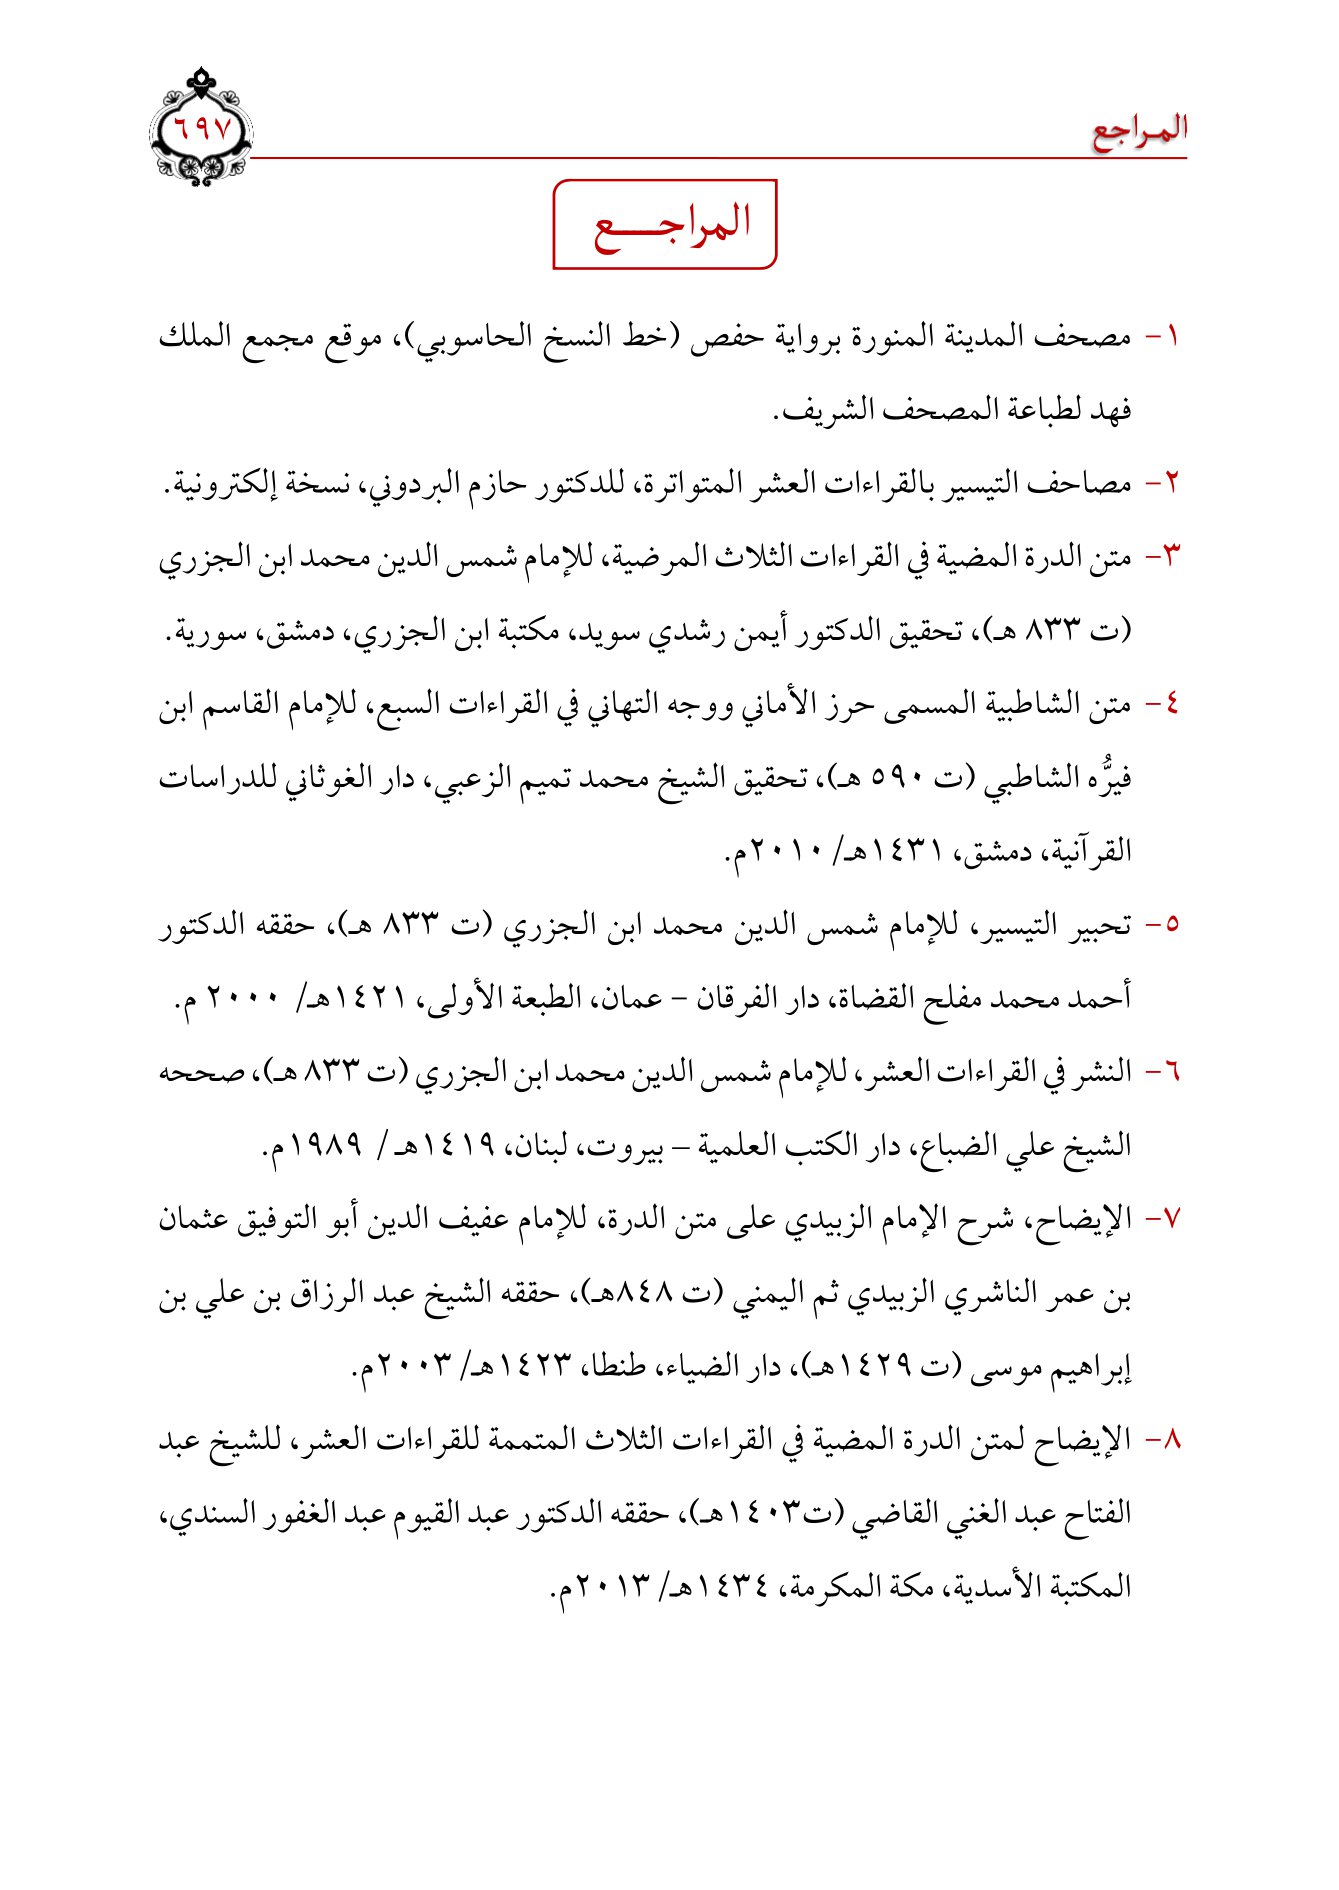 المراجع
٦٩٧
المراجـــع
١- مصحف المدينة المنورة برواية حفص (خط النسخ الحاسوبي)، موقع مجمع الملك
فهد لطباعة المصحف الشريف.
٢- مصاحف التيسير بالقراءات العشر المتواترة، للدكتور حازم البردوني، نسخة إلكترونية.
٣- متن الدرة المضية في القراءات الثلاث المرضية، للإمام شمس الدين محمد ابن الجزري
(ت ٨٣٣ هـ)، تحقيق الدكتور أيمن رشدي سويد، مكتبة ابن الجزري، دمشق، سورية.
٤- متن الشاطبية المسمى حرز الأماني ووجه التهاني في القراءات السبع، للإمام القاسم ابن
فيرُّه الشاطبي (ت ٥٩٠ هـ)، تحقيق الشيخ محمد تميم الزعبي، دار الغوثاني للدراسات
القرآنية، دمشق، ١٤٣١هـ/ ٢٠١٠م.
٥- تحبير التيسير، للإمام شمس الدين محمد ابن الجزري (ت ٨٣٣ هـ)، حققه الدكتور
أحمد محمد مفلح القضاة، دار الفرقان – عمان، الطبعة الأولى، ١٤٢١هـ/ ٢٠٠٠ م.
٦- النشر في القراءات العشر، للإمام شمس الدين محمد ابن الجزري (ت ٨٣٣ هـ)، صححه
الشيخ علي الضباع، دار الكتب العلمية – بيروت، لبنان، ١٤١٩هـ / ١٩٨٩م.
٧- الإيضاح، شرح الإمام الزبيدي على متن الدرة، للإمام عفيف الدين أبو التوفيق عثمان
بن عمر الناشري الزبيدي ثم اليمني (ت ٨٤٨هـ)، حققه الشيخ عبد الرزاق بن علي بن
إبراهيم موسى (ت ١٤٢٩هـ)، دار الضياء، طنطا، ١٤٢٣هـ/ ٢٠٠٣م.
٨- الإيضاح لمتن الدرة المضية في القراءات الثلاث المتممة للقراءات العشر، للشيخ عبد
الفتاح عبد الغني القاضي (ت١٤٠٣هـ)، حققه الدكتور عبد القيوم عبد الغفور السندي،
المكتبة الأسدية، مكة المكرمة، ١٤٣٤هـ/ ٢٠١٣م.